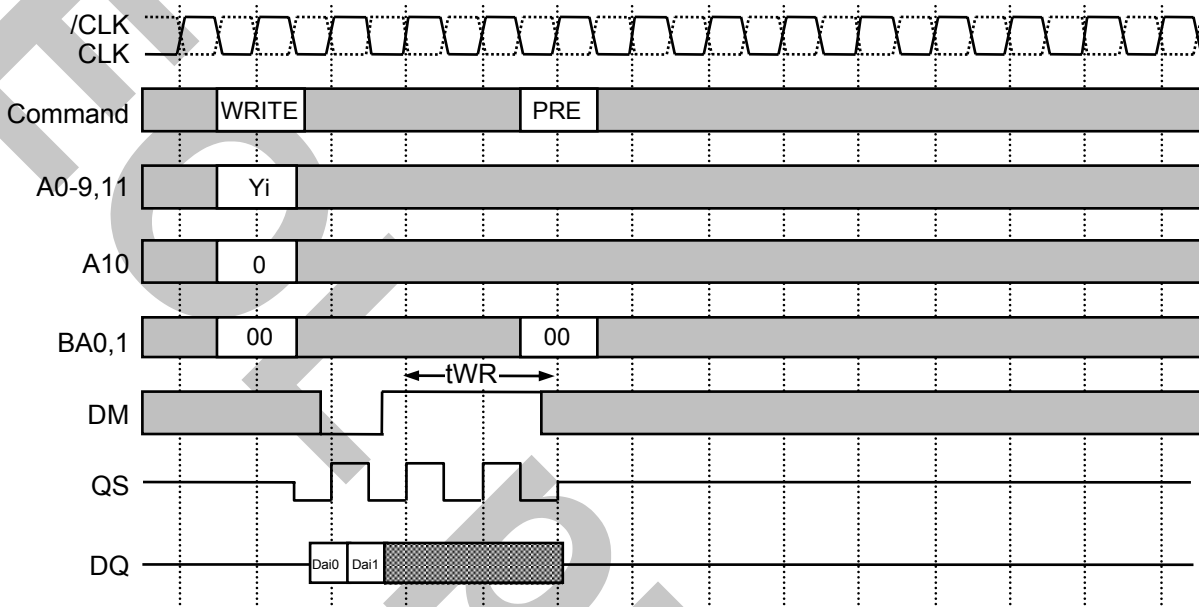 /CLK
CLK
Command WRITE PRE
A0-9,11 Yi
A10 0
BA0,1 00 00
tWR
DM
QS
DQ Dai0 Dai1